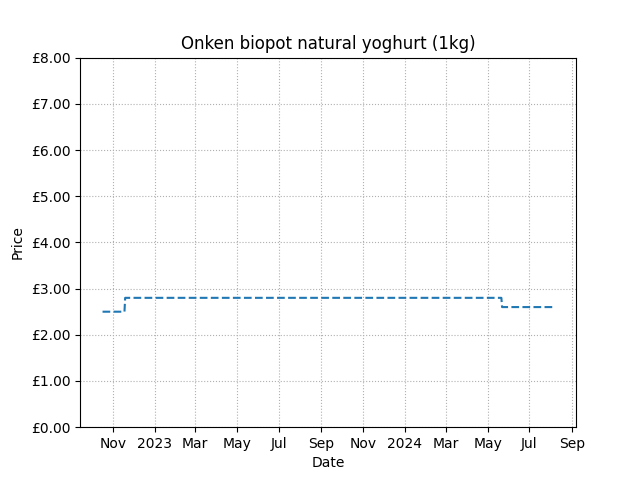 Onken biopot natural yoghurt (1kg)
£8.00
£7.00
£6.00
£5.00
£4.00
£3.00
£2.00
£1.00
£0.00
Price
Nov 2023 Mar May Jul Sep Nov 2024 Mar May Jul Sep
Date